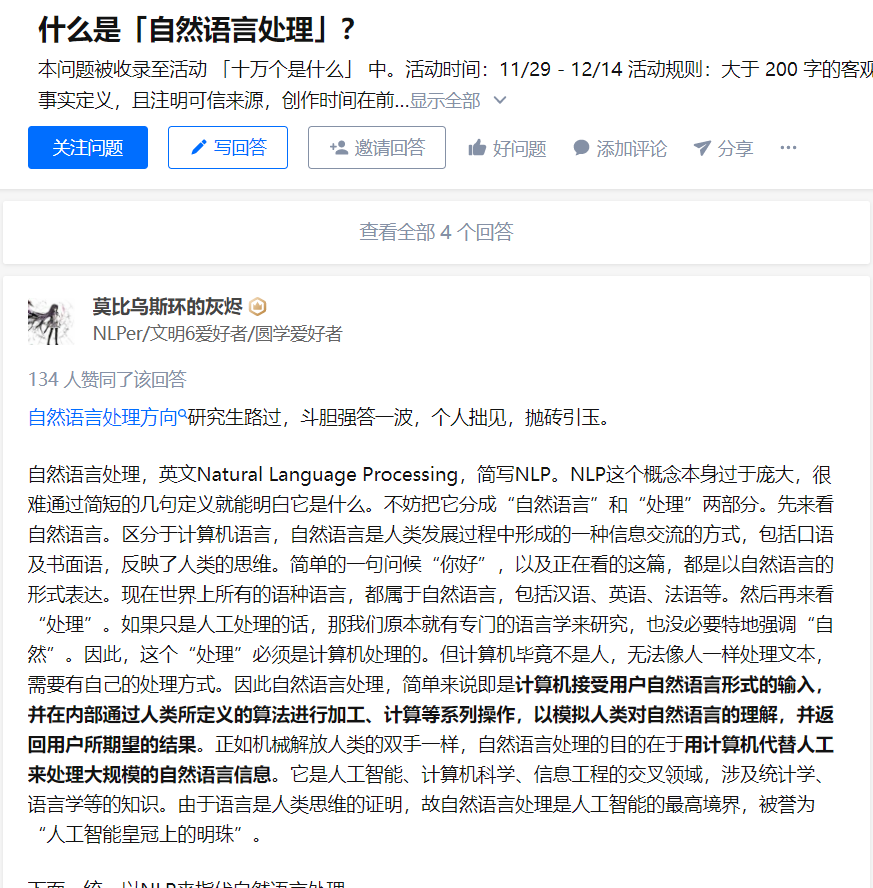 什么是「自然语言处理」？
本问题被收录至活动 「十万个是什么」 中。活动时间：11/29 - 12/14 活动规则：大于 200 字的客观
事实定义，且注明可信来源，创作时间在前...显示全部
关注问题 写回答 邀请回答 好问题 添加评论 分享 ···
查看全部 4 个回答
莫比乌斯环的灰烬
NLPer/文明6爱好者/圆学爱好者
134 人赞同了该回答
自然语言处理方向研究生路过，斗胆强答一波，个人拙见，抛砖引玉。
自然语言处理，英文Natural Language Processing，简写NLP。NLP这个概念本身过于庞大，很
难通过简短的几句定义就能明白它是什么。不妨把它分成“自然语言”和“处理”两部分。先来看
自然语言。区分于计算机语言，自然语言是人类发展过程中形成的一种信息交流的方式，包括口语
及书面语，反映了人类的思维。简单的一句问候“你好”，以及正在看的这篇，都是以自然语言的
形式表达。现在世界上所有的语种语言，都属于自然语言，包括汉语、英语、法语等。然后再来看
“处理”。如果只是人工处理的话，那我们原本就有专门的语言学来研究，也没必要特地强调“自
然”。因此，这个“处理”必须是计算机处理的。但计算机毕竟不是人，无法像人一样处理文本，
需要有自己的处理方式。因此自然语言处理，简单来说即是计算机接受用户自然语言形式的输入，
并在内部通过人类所定义的算法进行加工、计算等系列操作，以模拟人类对自然语言的理解，并返
回用户所期望的结果。正如机械解放人类的双手一样，自然语言处理的目的在于用计算机代替人工
来处理大规模的自然语言信息。它是人工智能、计算机科学、信息工程的交叉领域，涉及统计学、
语言学等的知识。由于语言是人类思维的证明，故自然语言处理是人工智能的最高境界，被誉为
“人工智能皇冠上的明珠”。
下面，统一以NLP来指代自然语言处理